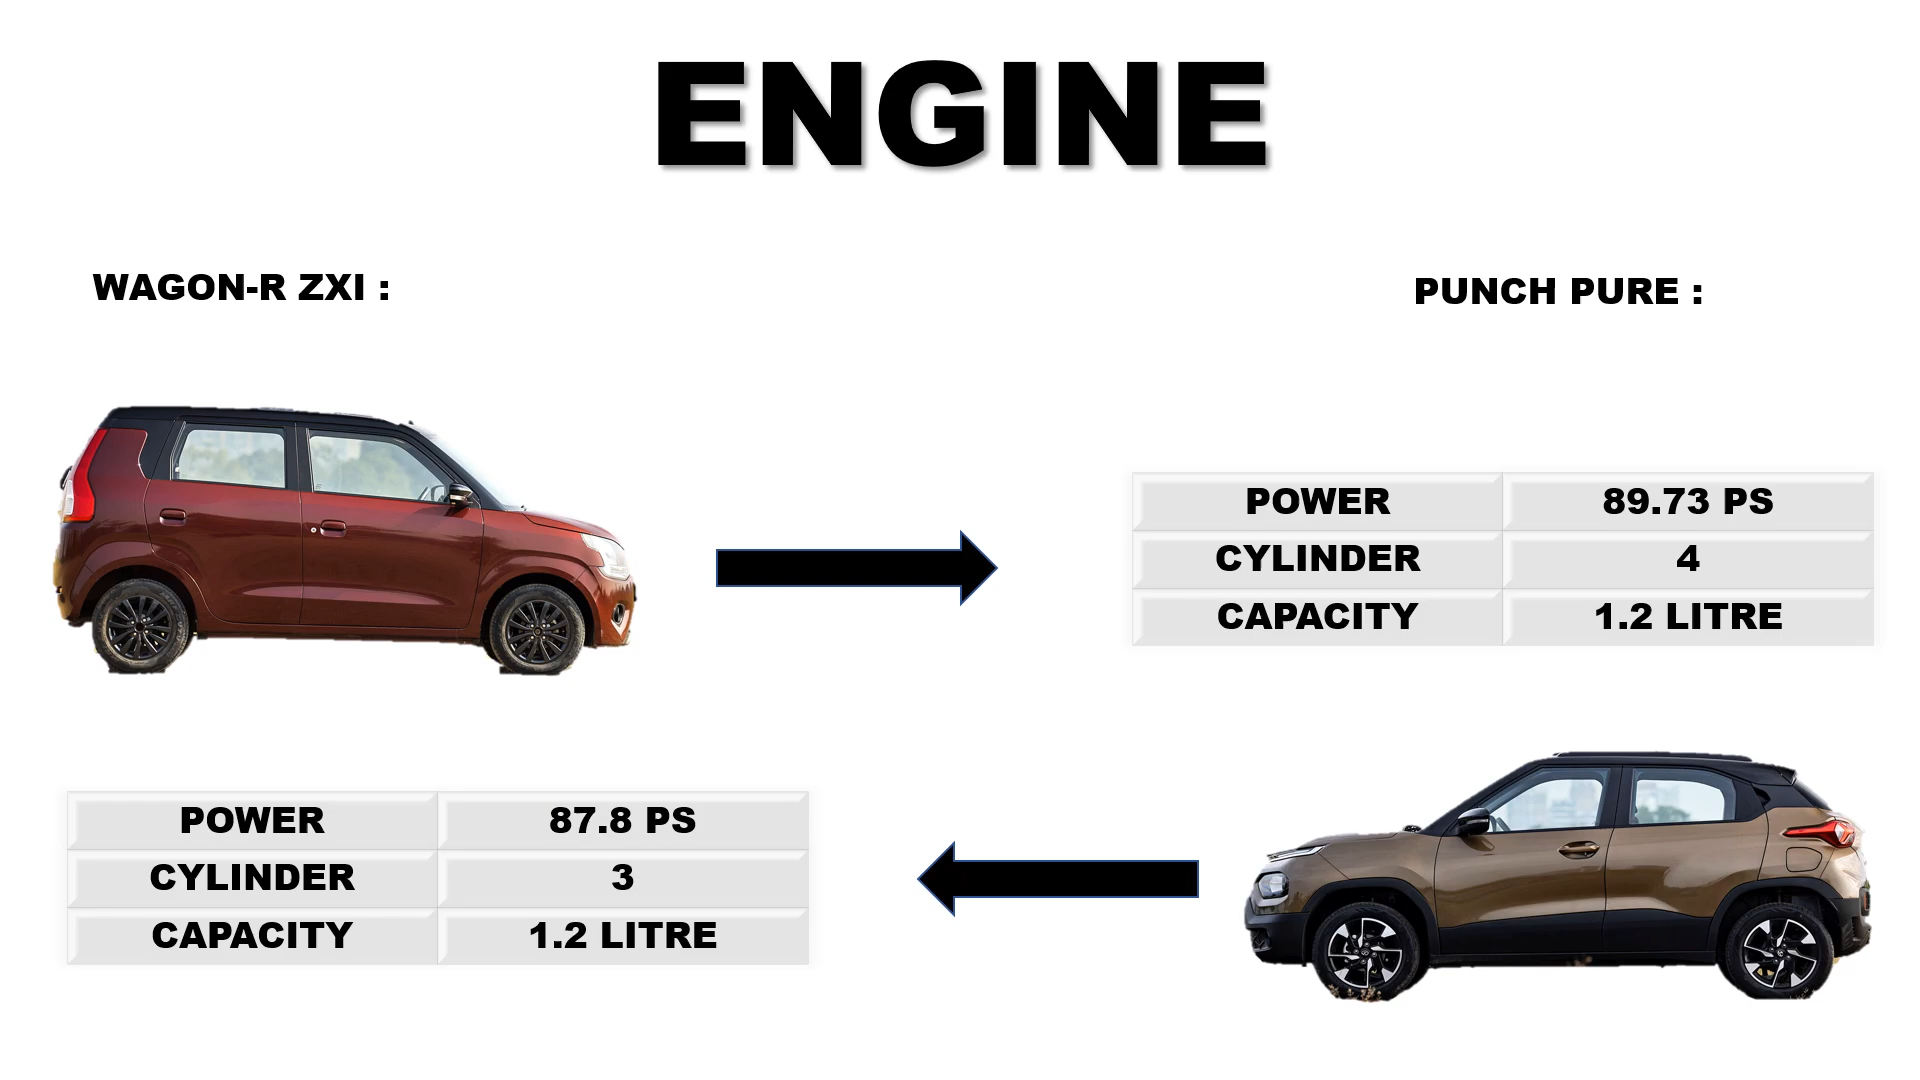 ENGINE
WAGON-R ZXI :
PUNCH PURE :
POWER 89.73 PS
CYLINDER 4
CAPACITY 1.2 LITRE
POWER 87.8 PS
CYLINDER 3
CAPACITY 1.2 LITRE